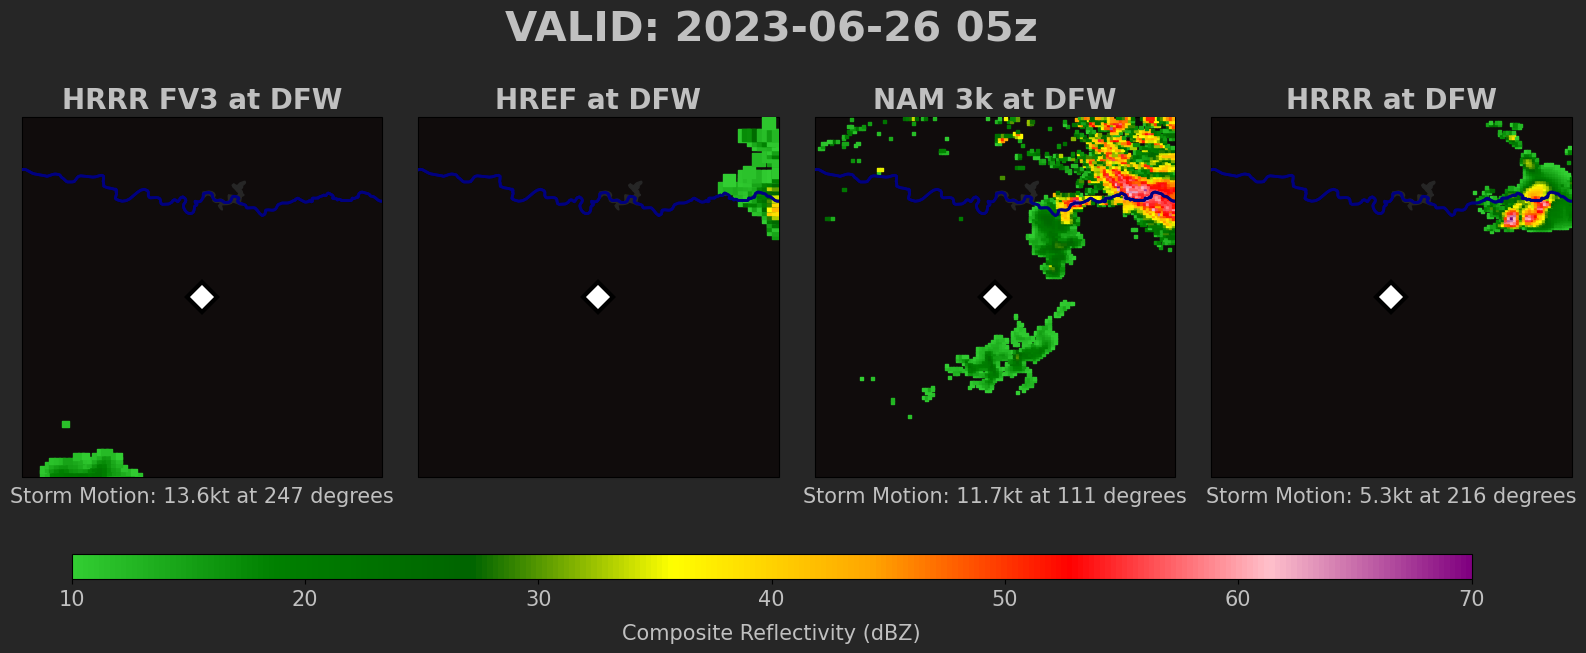 VALID: 2023-06-26 05z
HRRR FV3 at DFW
HREF at DFW
NAM 3k at DFW
HRRR at DFW
Storm Motion: 13.6kt at 247 degrees
Storm Motion: 11.7kt at 111 degrees
Storm Motion: 5.3kt at 216 degrees
10 20 30 40 50 60 70
Composite Reflectivity (dBZ)